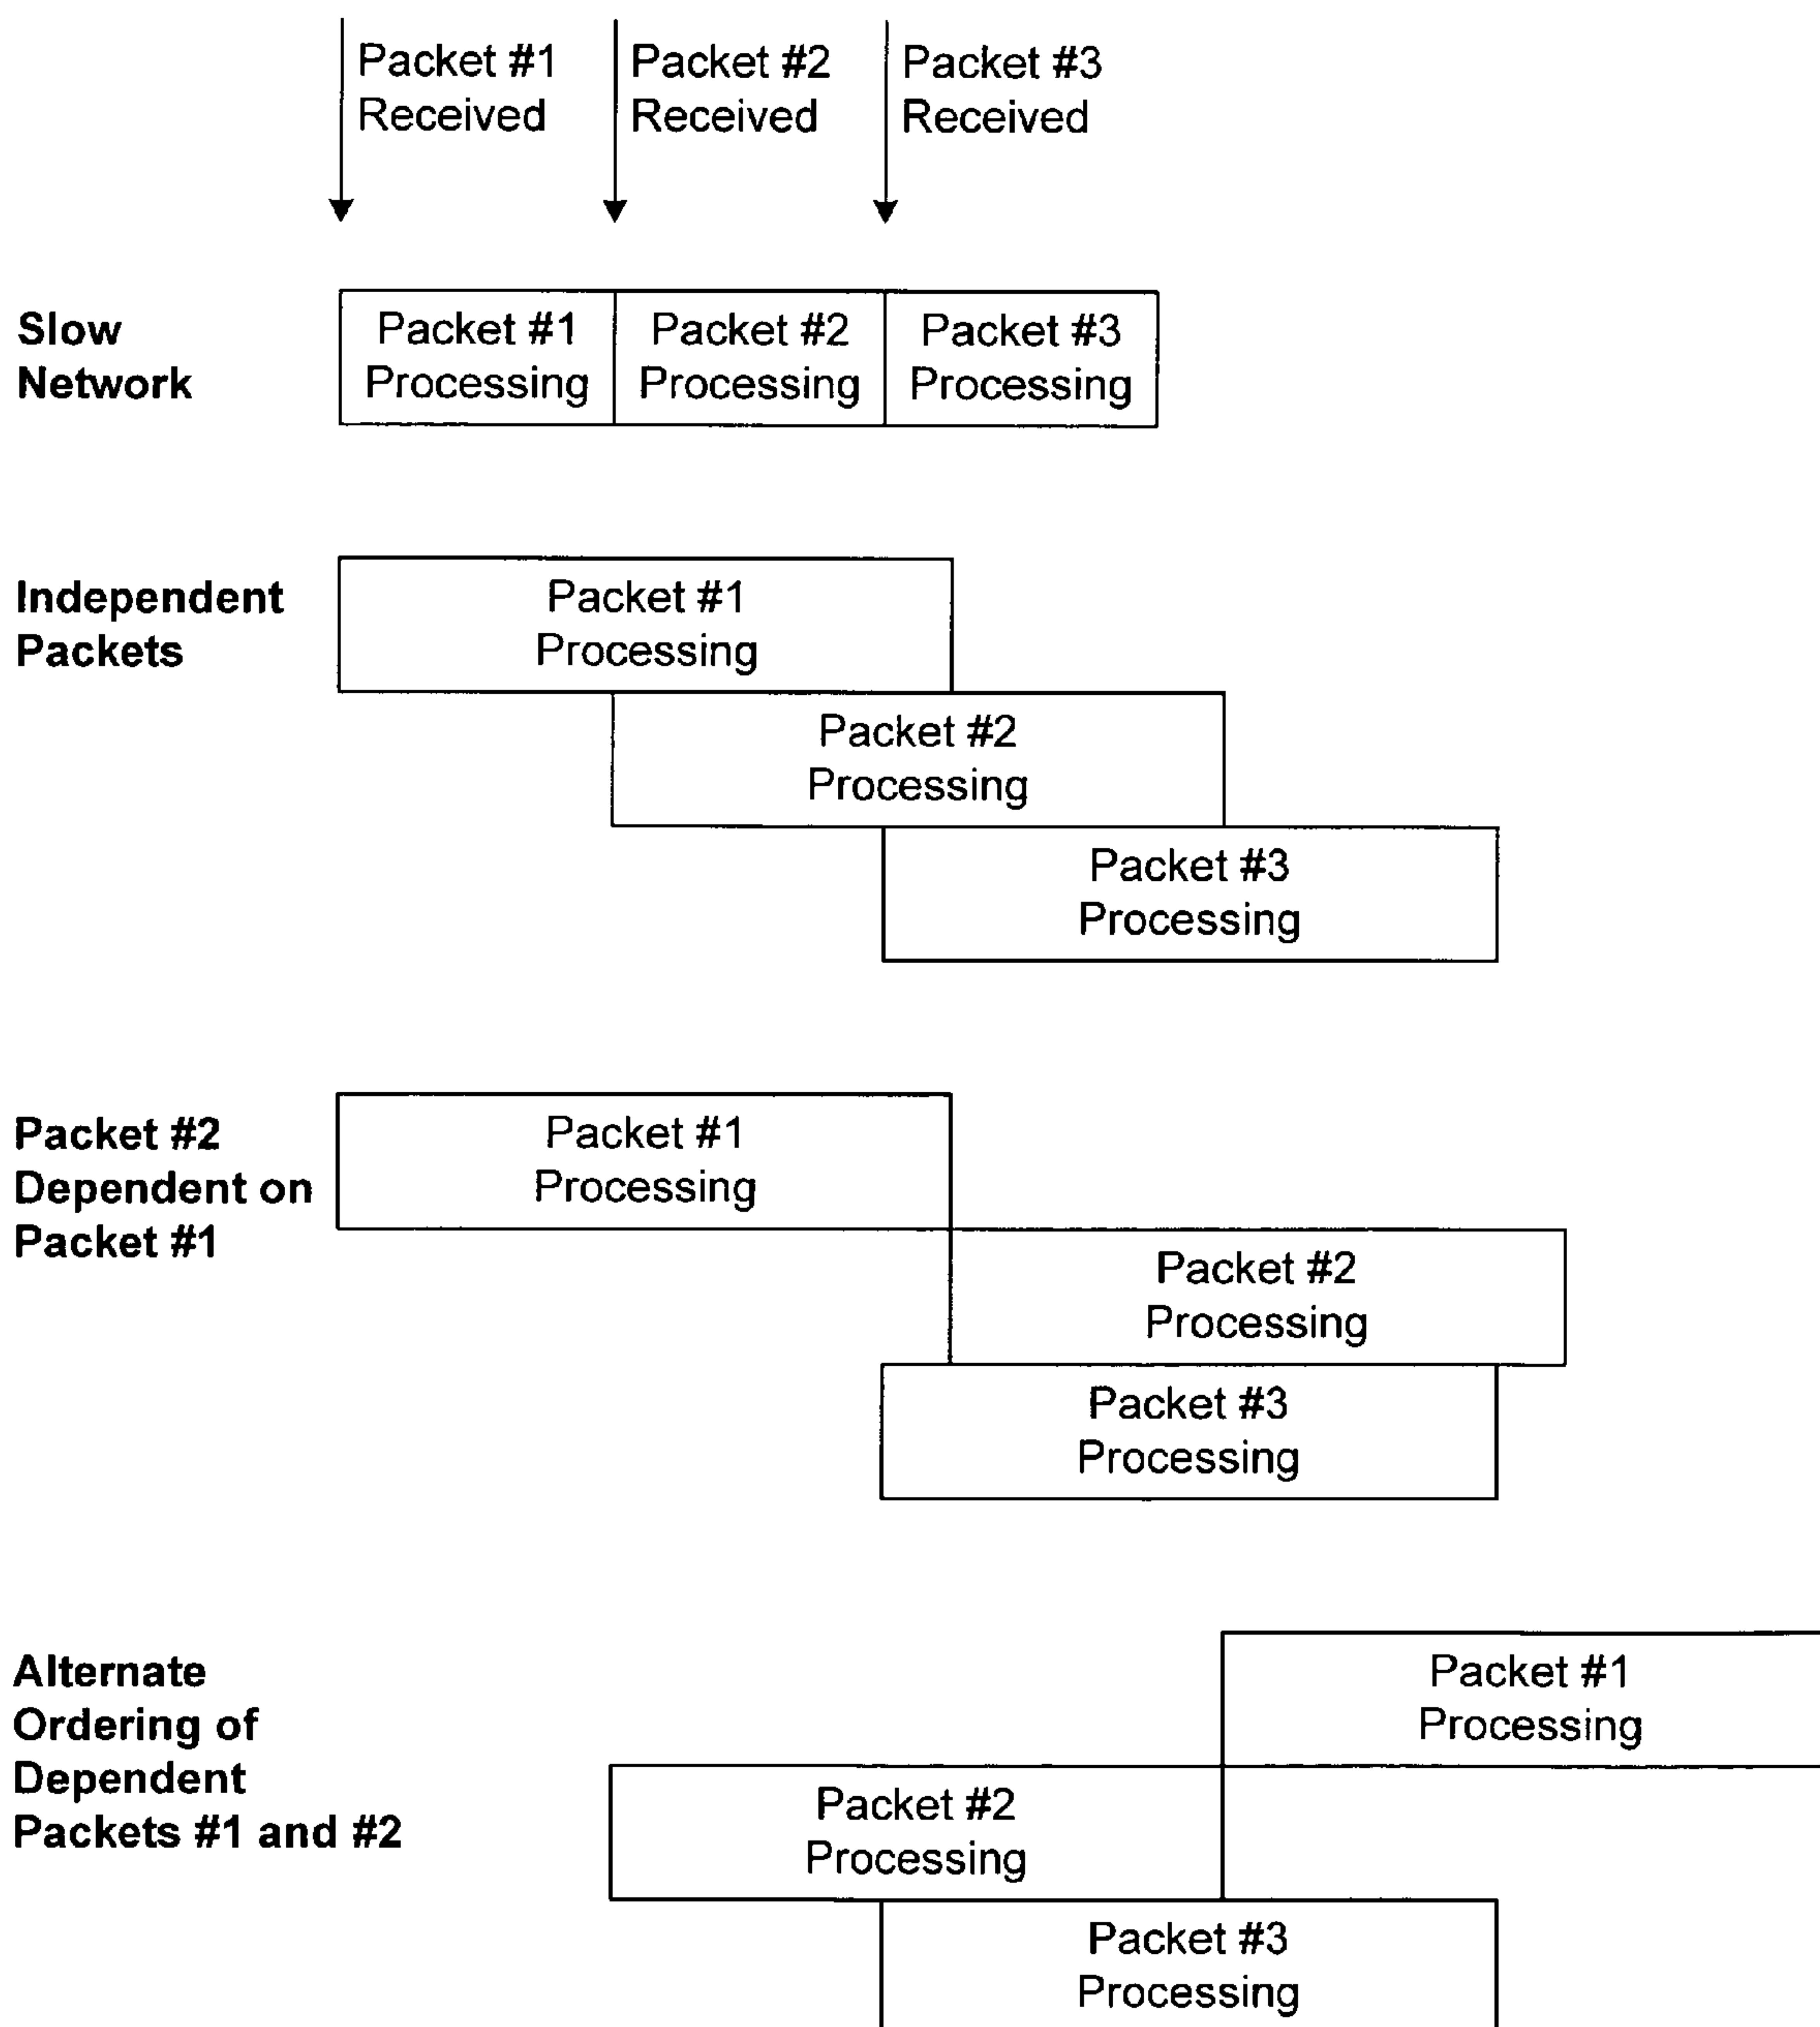 Packet #1
Received
Packet #2
Received
Packet #3
Received
Slow
Network
Packet #1
Processing
Packet #2
Processing
Packet #3
Processing
Independent
Packets
Packet #1
Processing
Packet #2
Processing
Packet #3
Processing
Packet #2
Dependent on
Packet #1
Packet #1
Processing
Packet #2
Processing
Packet #3
Processing
Alternate
Ordering of
Dependent
Packets #1 and #2
Packet #1
Processing
Packet #2
Processing
Packet #3
Processing